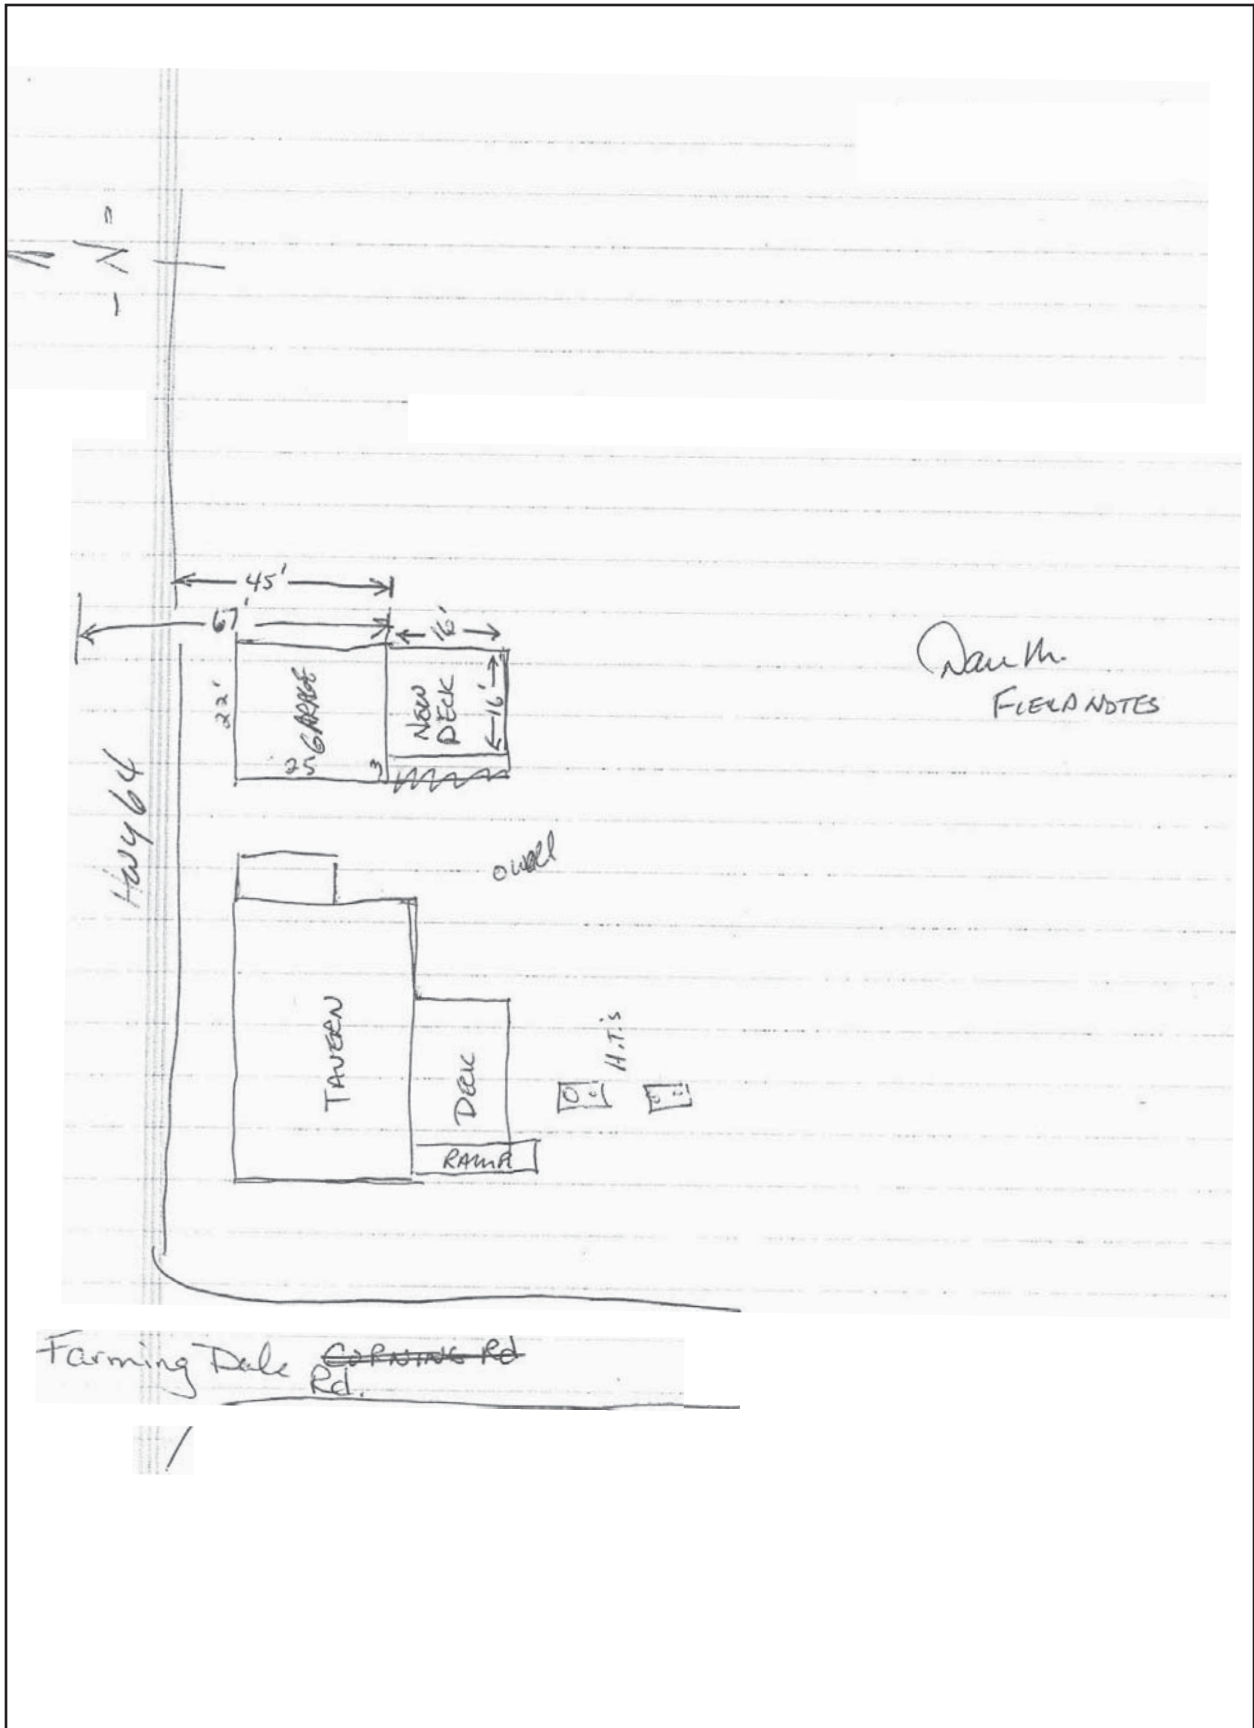 N
45'
67'
16'
22'
GARAGE
25
3
NEW
DECK
16'
Dan M.
FIELD NOTES
Hwy 64
o well
TAVERN
DECK
RAMP
H.T.'s
Farming Dale CORNING Rd
Rd.